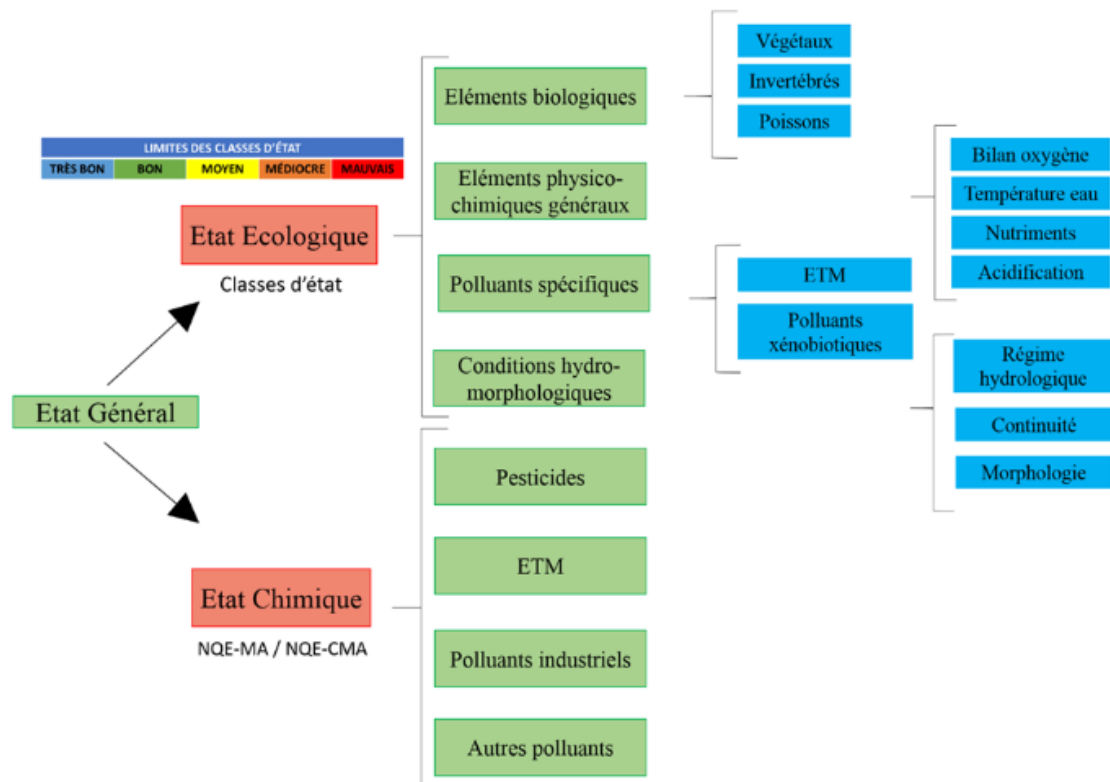 LIMITES DES CLASSES D'ÉTAT
TRÈS BON BON MOYEN MÉDIOCRE MAUVAIS
Etat Général
Etat Ecologique
Classes d'état
Eléments biologiques
Végétaux
Invertébrés
Poissons
Eléments physico-
chimiques généraux
Bilan oxygène
Température eau
Nutriments
Acidification
Polluants spécifiques
ETM
Polluants
xénobiotiques
Conditions hydro-
morphologiques
Régime
hydrologique
Continuité
Morphologie
Etat Chimique
NQE-MA / NQE-CMA
Pesticides
ETM
Polluants industriels
Autres polluants